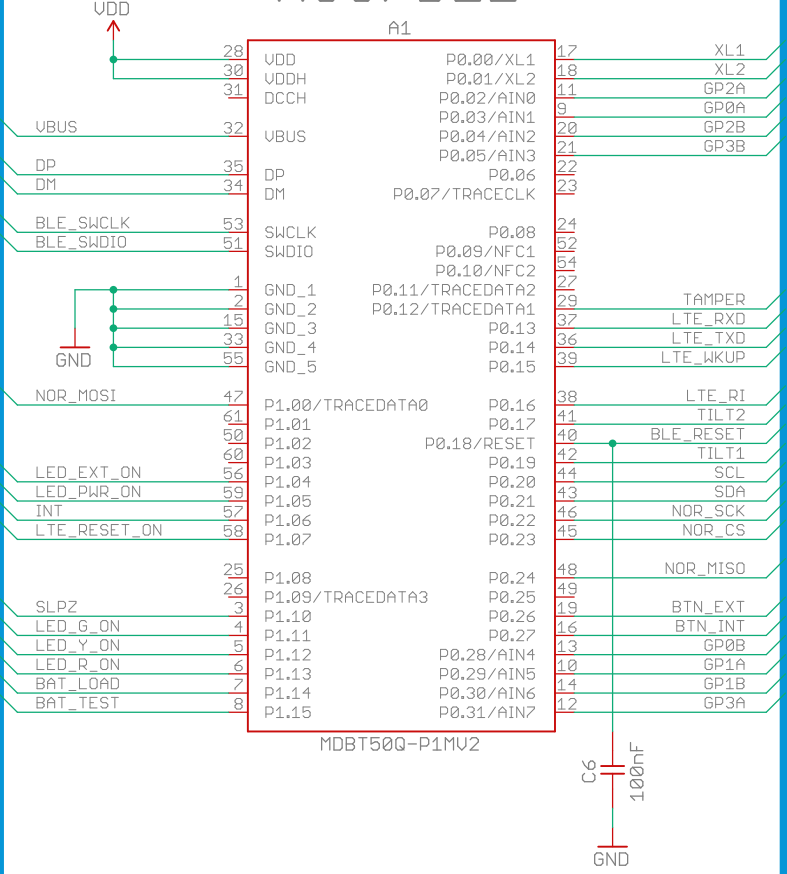 VDD
A1
28 VDD P0.00/XL1 17 XL1
30 VDDH P0.01/XL2 18 XL2
31 DCCH P0.02/AIN0 11 GP2A
P0.03/AIN1 9 GP0A
VBUS 32 VBUS P0.04/AIN2 20 GP2B
P0.05/AIN3 21 GP3B
DP 35 DP P0.06 22
DM 34 DM P0.07/TRACECLK 23
BLE_SWCLK 53 SWCLK P0.08 24
BLE_SWDIO 51 SWDIO P0.09/NFC1 52
P0.10/NFC2 54
1 GND_1 P0.11/TRACEDATA2 27
2 GND_2 P0.12/TRACEDATA1 29 TAMPER
15 GND_3 P0.13 37 LTE_RXD
33 GND_4 P0.14 36 LTE_TXD
GND 55 GND_5 P0.15 39 LTE_WKUP
NOR_MOSI 47 P1.00/TRACEDATA0 P0.16 38 LTE_RI
61 P1.01 P0.17 41 TILT2
50 P1.02 P0.18/RESET 40 BLE_RESET
60 P1.03 P0.19 42 TILT1
LED_EXT_ON 56 P1.04 P0.20 44 SCL
LED_PWR_ON 59 P1.05 P0.21 43 SDA
INT 57 P1.06 P0.22 46 NOR_SCK
LTE_RESET_ON 58 P1.07 P0.23 45 NOR_CS
25 P1.08 P0.24 48 NOR_MISO
26 P1.09/TRACEDATA3 P0.25 49
SLPZ 3 P1.10 P0.26 19 BTN_EXT
LED_G_ON 4 P1.11 P0.27 16 BTN_INT
LED_Y_ON 5 P1.12 P0.28/AIN4 13 GP0B
LED_R_ON 6 P1.13 P0.29/AIN5 10 GP1A
BAT_LOAD 7 P1.14 P0.30/AIN6 14 GP1B
BAT_TEST 8 P1.15 P0.31/AIN7 12 GP3A
MDBT50Q-P1MV2
C6 100nF
GND